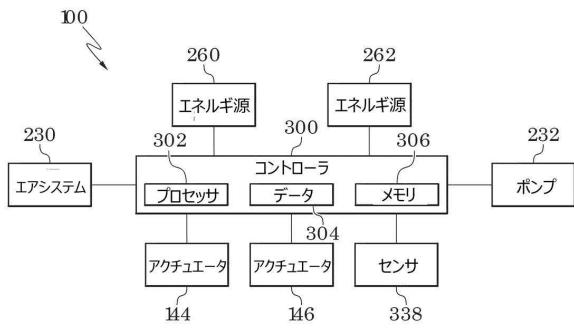 100
260
262
エネルギ源
エネルギ源
230
302
300
306
232
コントローラ
エアシステム
プロセッサ
データ
メモリ
ポンプ
304
アクチュエータ
アクチュエータ
センサ
144
146
338